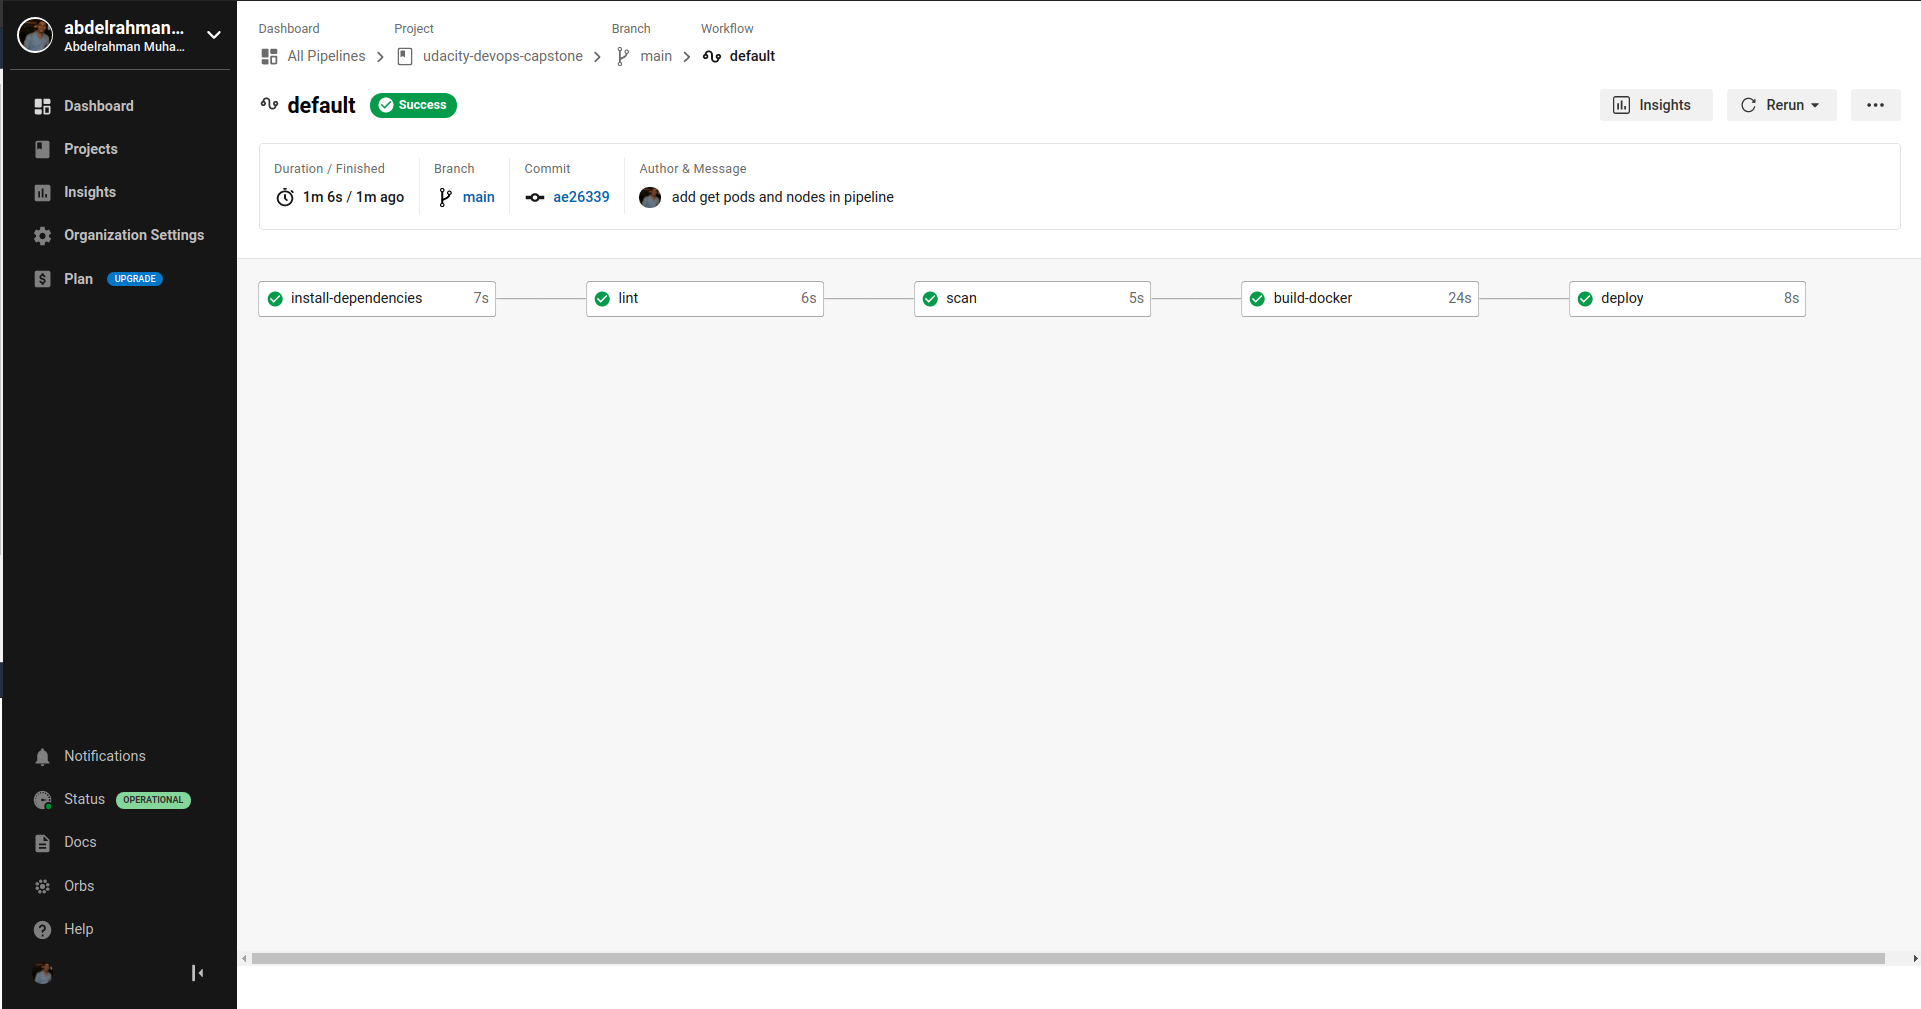 abdelrahman...
Abdelrahman Muha...
Dashboard
Projects
Insights
Organization Settings
Plan UPGRADE
Notifications
Status OPERATIONAL
Docs
Orbs
Help
Dashboard Project Branch Workflow
All Pipelines udacity-devops-capstone main default
default Success Insights Rerun
Duration / Finished Branch Commit Author & Message
1m 6s / 1m ago main ae26339 add get pods and nodes in pipeline
install-dependencies 7s lint 6s scan 5s build-docker 24s deploy 8s